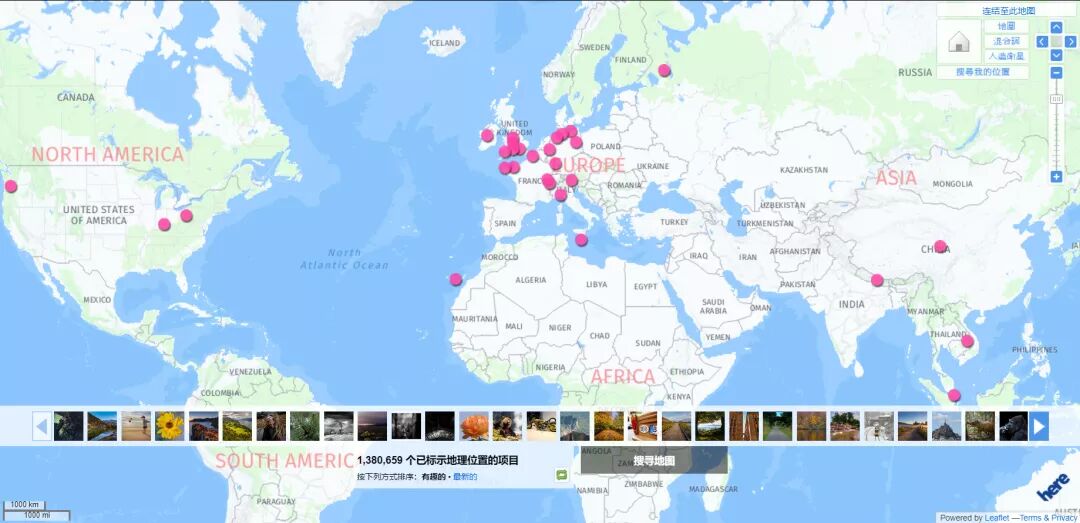 连结至此地图
ICELAND
地圖
SWEDEN
混合調
FINLAND
人造衛星
NORWAY
RUSSIA
搜尋我的位置
CANADA
UNITED
KINGDOM
POLAND
NORTH AMERICA
EUROPE
UKRAINE
KAZAKHSTAN
ASIA
FRANCE
ITALY
ROMANIA
MONGOLIA
UNITED STATES
OF AMERICA
UZBEKISTAN
SPAIN
TURKEY
TURKMENISTAN
CHINA
North
Atlantic Ocean
MOROCCO
IRAQ
IRAN
AFGHANISTAN
ALGERIA
LIBYA
EGYPT
PAKISTAN
MEXICO
SAUDI
ARABIA
OMAN
INDIA
MYANMAR
MAURITANIA
MALI
NIGER
CHAD
SUDAN
YEMEN
THAILAND
PHILIPPINES
VENEZUELA
NIGERIA
ETHIOPIA
AFRICA
COLOMBIA
KENYA
ANGOLA
SOUTH AMERIC
1,380,659 个已标示地理位置的项目
搜寻地图
ZAM
按下列方式排序：有趣的 • 最新的
ZIMBABWE
NAMIBIA
MADAGASCAR
PARAGUAY
here
1000 km
1000 mi
Powered by Leaflet —Terms & Privacy